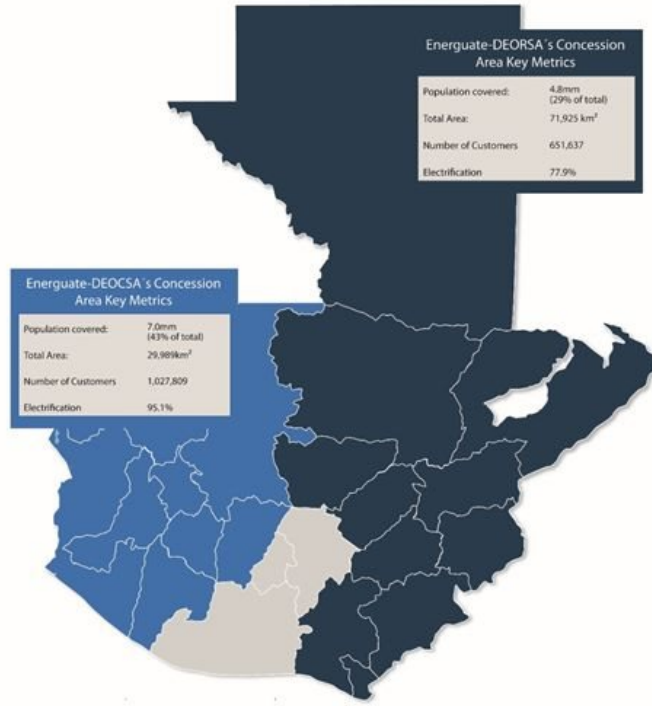 Energuate-DEORSA´s Concession
Area Key Metrics
Population covered: 4.8mm
(29% of total)
Total Area: 71,925 km²
Number of Customers 651,637
Electrification 77.9%
Energuate-DEOCSA´s Concession
Area Key Metrics
Population covered: 7.0mm
(43% of total)
Total Area: 29,989km²
Number of Customers 1,027,809
Electrification 95.1%